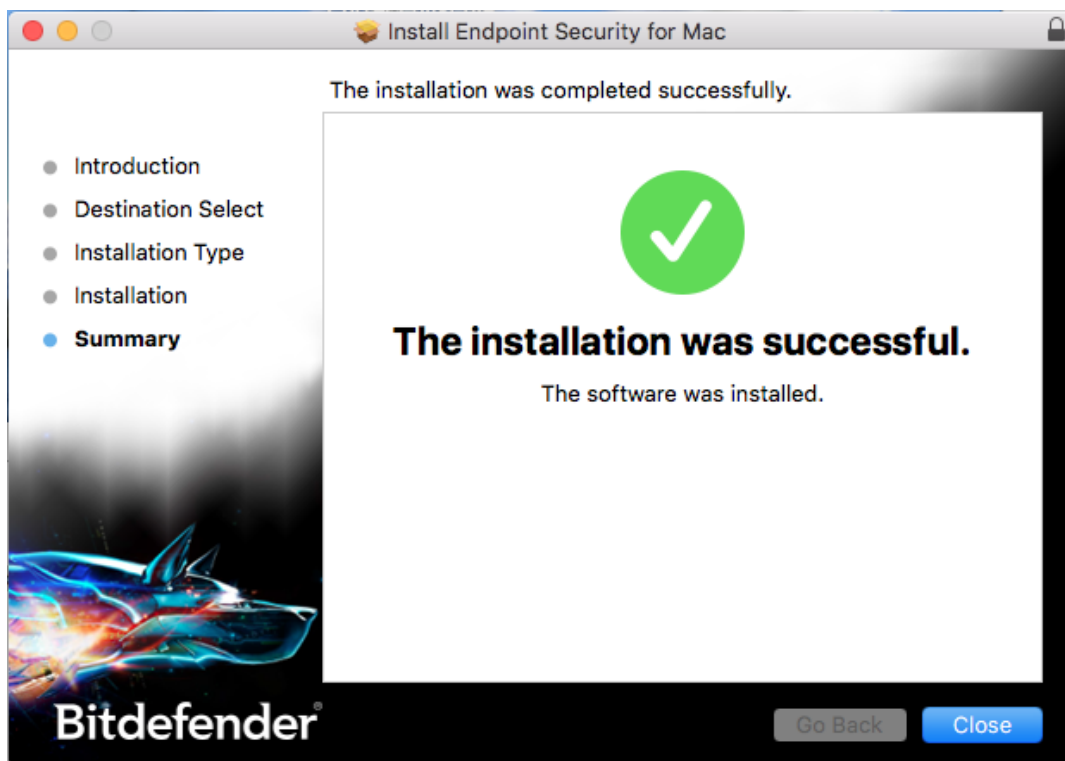 Install Endpoint Security for Mac
The installation was completed successfully.
Introduction
Destination Select
Installation Type
Installation
Summary
The installation was successful.
The software was installed.
Bitdefender®
Go Back
Close